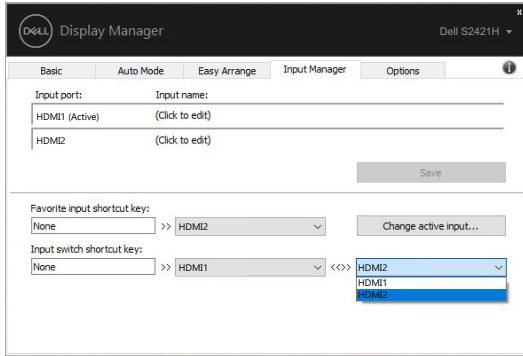 DELL Display Manager
Dell S2421H
Basic Auto Mode Easy Arrange Input Manager Options
Input port: Input name:
HDMI1 (Active) (Click to edit)
HDMI2 (Click to edit)
Save
Favorite input shortcut key:
None >> HDMI2 Change active input...
Input switch shortcut key:
None >> HDMI1 <<>> HDMI2
HDMI1
HDMI2